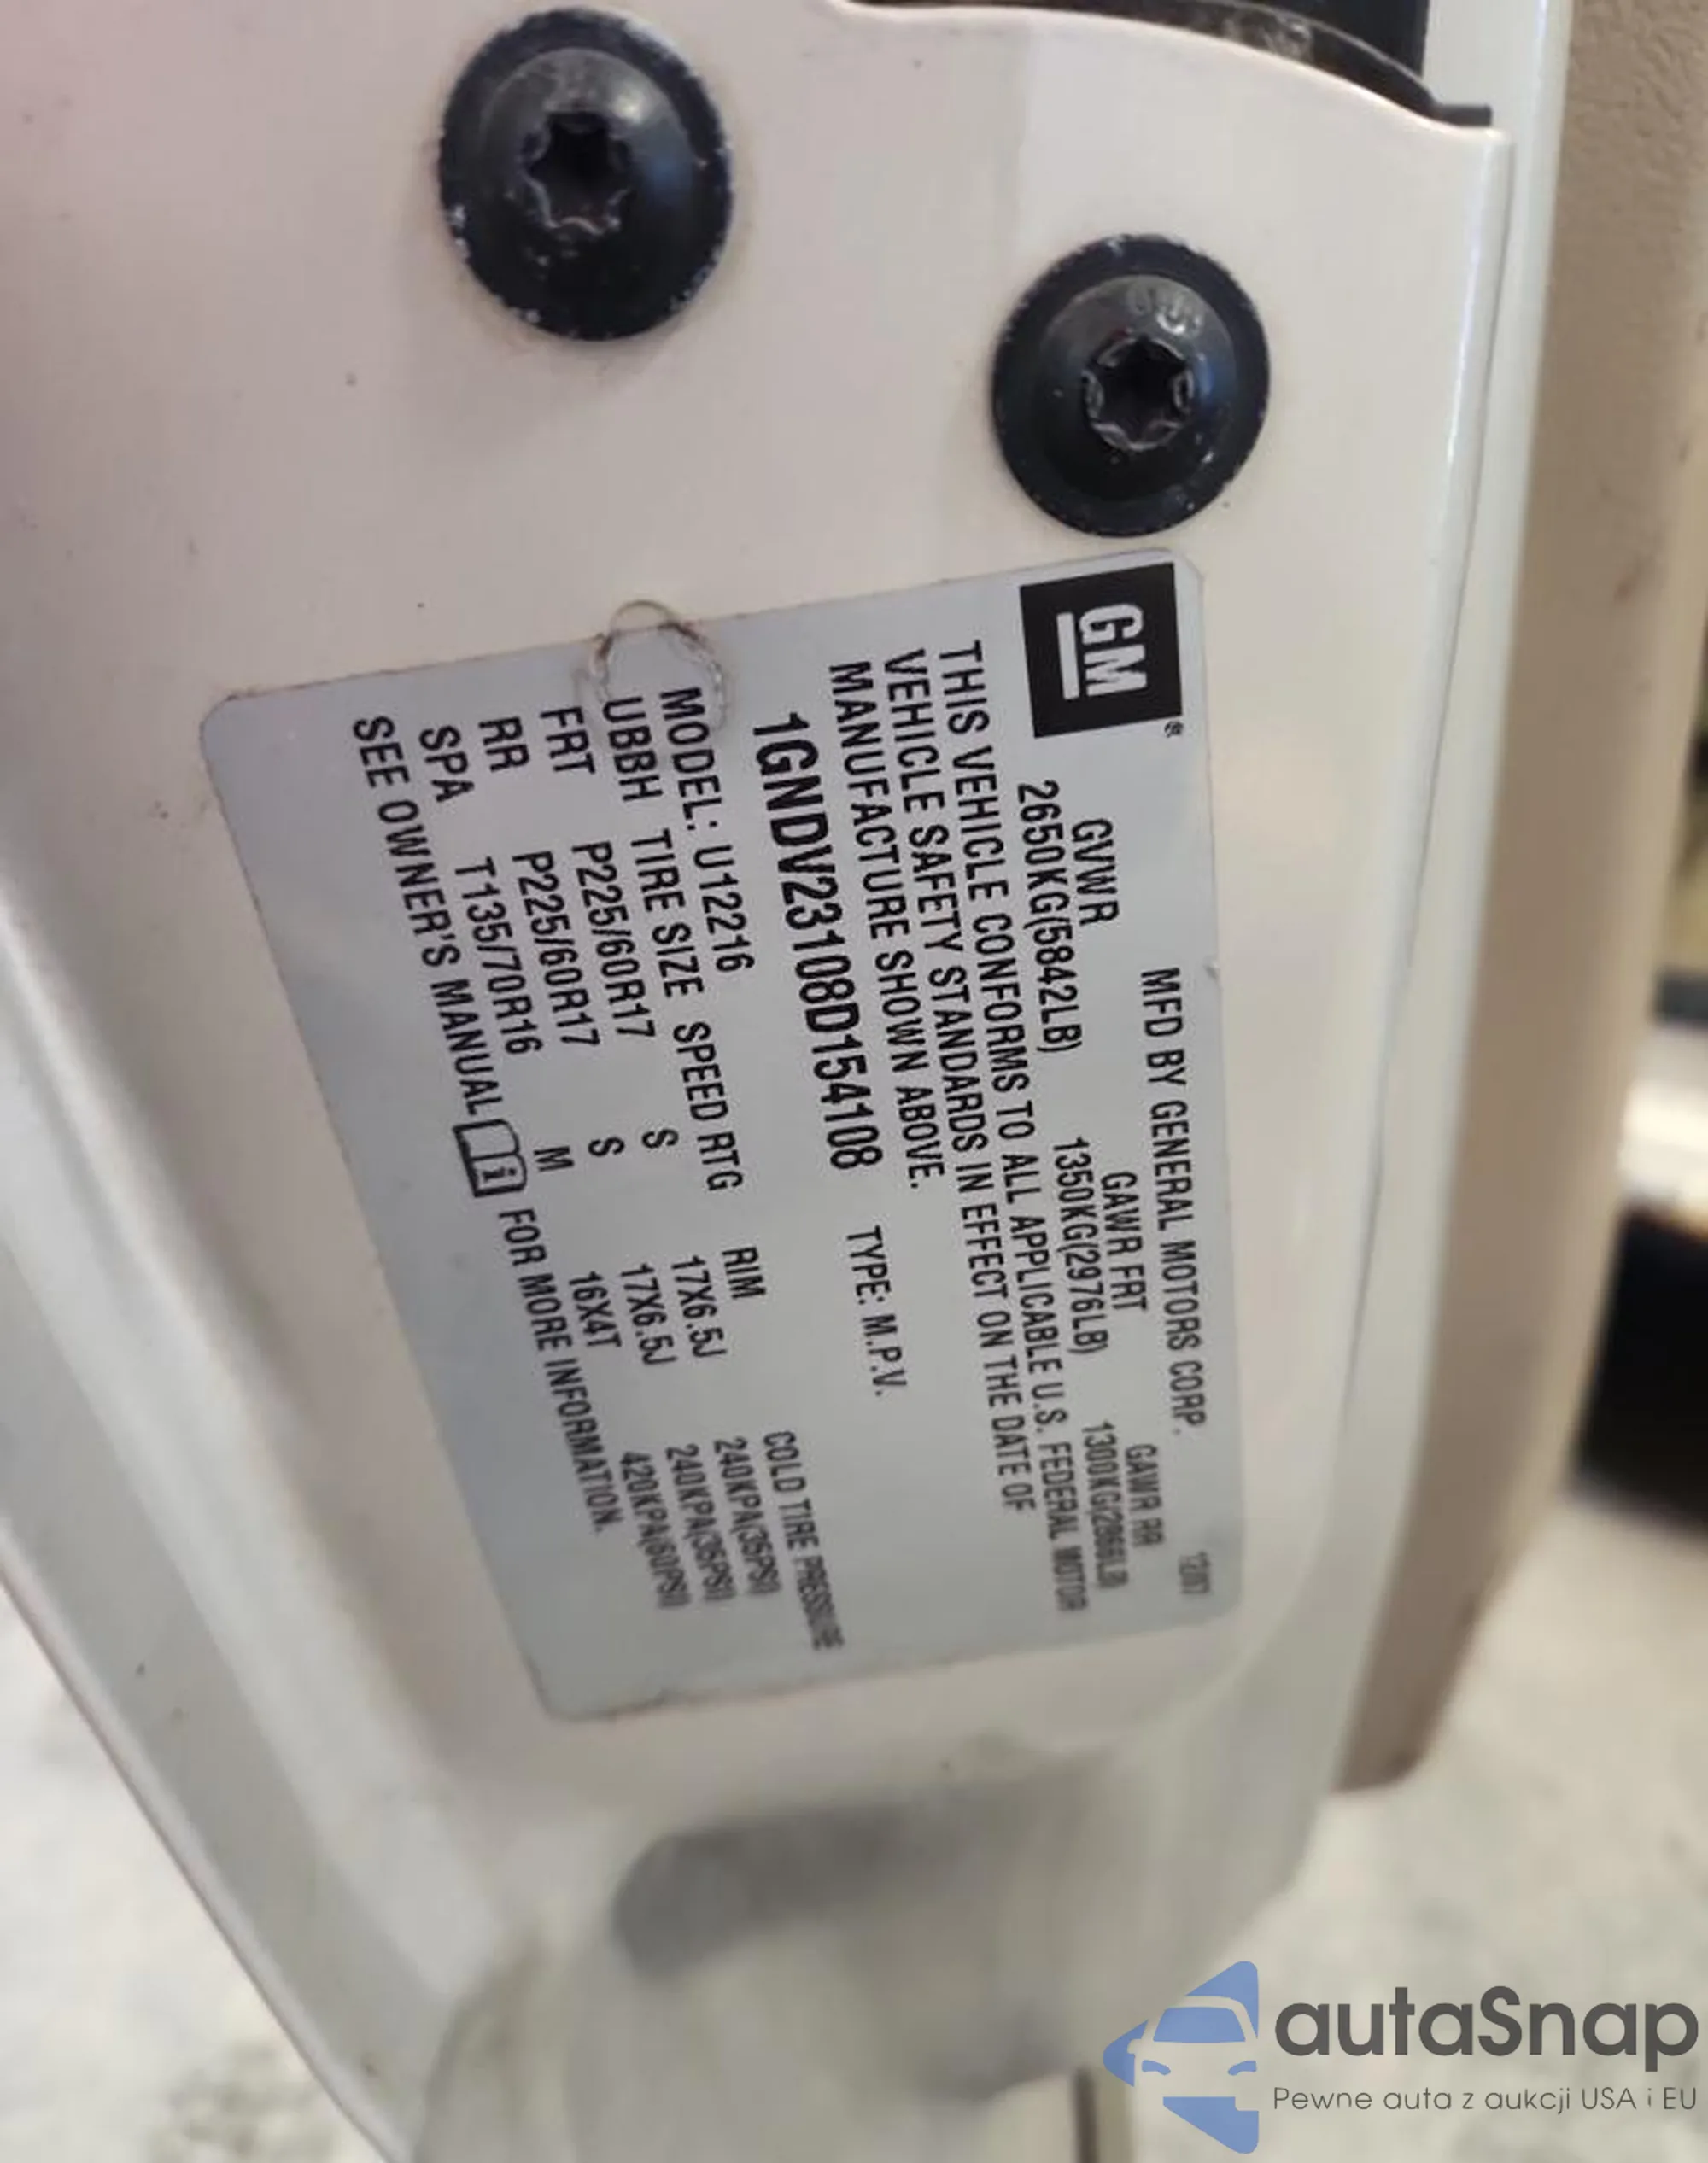 GM®
MFD BY GENERAL MOTORS CORP. 12/07
GVWR GAWR FRT GAWR RR
2650KG(5842LB) 1350KG(2976LB) 1300KG(2866LB)
THIS VEHICLE CONFORMS TO ALL APPLICABLE U.S. FEDERAL MOTOR
VEHICLE SAFETY STANDARDS IN EFFECT ON THE DATE OF
MANUFACTURE SHOWN ABOVE.
1GNDV23108D154108 TYPE: M.P.V.
MODEL: U12216
UBBH TIRE SIZE SPEED RTG RIM COLD TIRE PRESSURE
FRT P225/60R17 S 17X6.5J 240KPA(35PSI)
RR P225/60R17 S 17X6.5J 240KPA(35PSI)
SPA T135/70R16 M 16X4T 420KPA(60PSI)
SEE OWNER'S MANUAL i FOR MORE INFORMATION.
autaSnap
Pewne auta z aukcji USA i EU